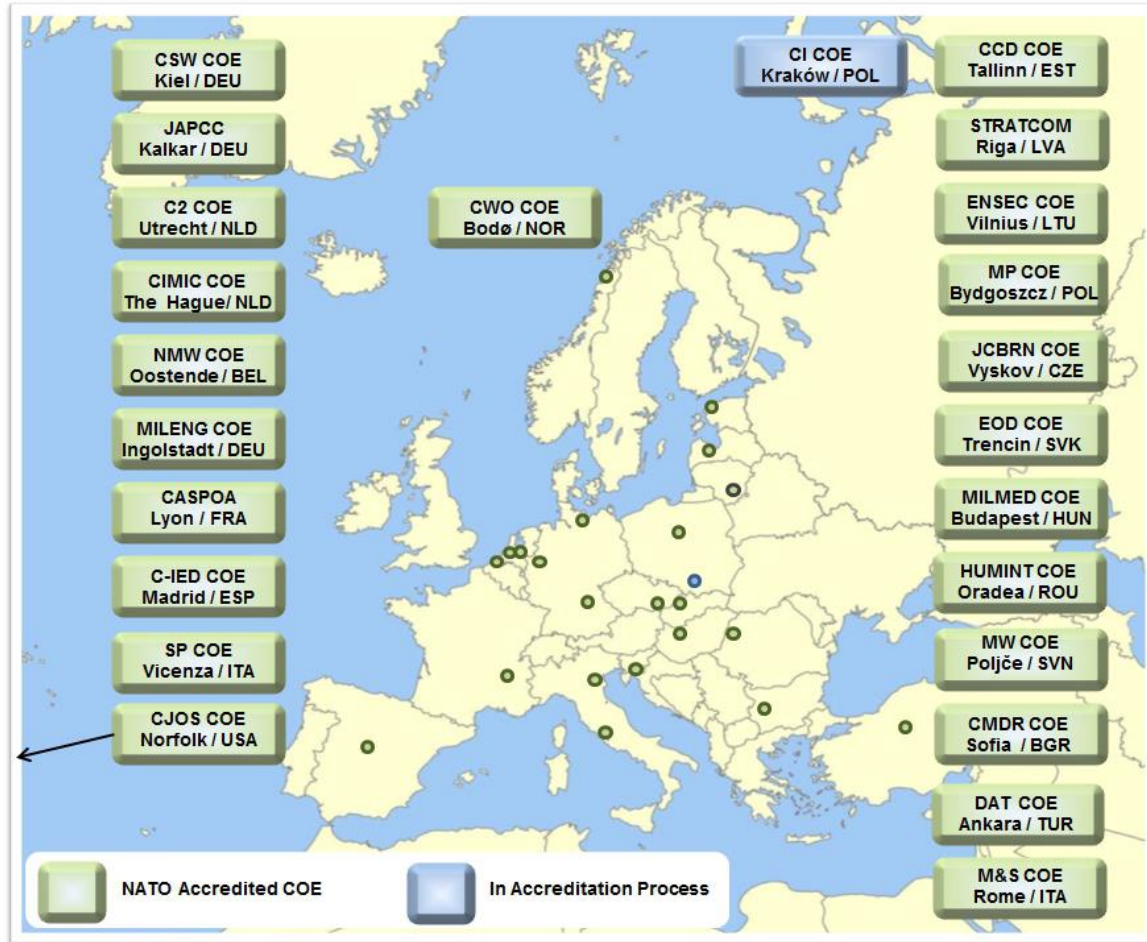 CSW COE
Kiel / DEU
JAPCC
Kalkar / DEU
C2 COE
Utrecht / NLD
CIMIC COE
The Hague/ NLD
NMW COE
Oostende / BEL
MILENG COE
Ingolstadt / DEU
CASPOA
Lyon / FRA
C-IED COE
Madrid / ESP
SP COE
Vicenza / ITA
CJOS COE
Norfolk / USA
CWO COE
Bodø / NOR
CI COE
Kraków / POL
CCD COE
Tallinn / EST
STRATCOM
Riga / LVA
ENSEC COE
Vilnius / LTU
MP COE
Bydgoszcz / POL
JCBRN COE
Vyskov / CZE
EOD COE
Trencin / SVK
MILMED COE
Budapest / HUN
HUMINT COE
Oradea / ROU
MW COE
Poljče / SVN
CMDR COE
Sofia / BGR
DAT COE
Ankara / TUR
M&S COE
Rome / ITA
NATO Accredited COE
In Accreditation Process